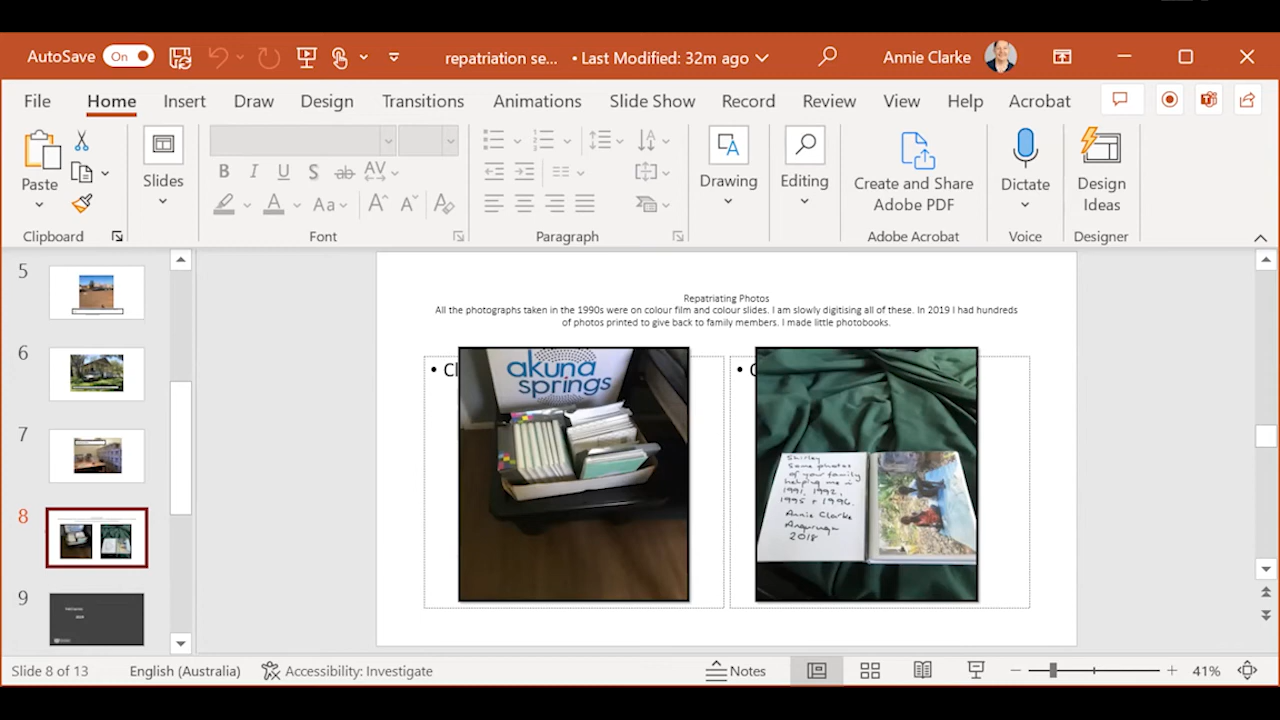 AutoSave On repatriation se... • Last Modified: 32m ago Annie Clarke
File Home Insert Draw Design Transitions Animations Slide Show Record Review View Help Acrobat
Paste
Slides
B I U S ab AV
Aa A A A
Drawing
Editing
Create and Share
Adobe PDF
Dictate
Design
Ideas
Clipboard Font Paragraph Adobe Acrobat Voice Designer
5
6
7
8
9
Repatriating Photos
All the photographs taken in the 1990s were on colour film and colour slides. I am slowly digitising all of these. In 2019 I had hundreds
of photos printed to give back to family members. I made little photobooks.
• Cl
akuna
springs
•
Shirley
Some photos
of your family
helping me in
1991, 1992,
1995 + 1996.
Annie Clarke
Angurugu
2018
Slide 8 of 13 English (Australia) Accessibility: Investigate Notes 41%